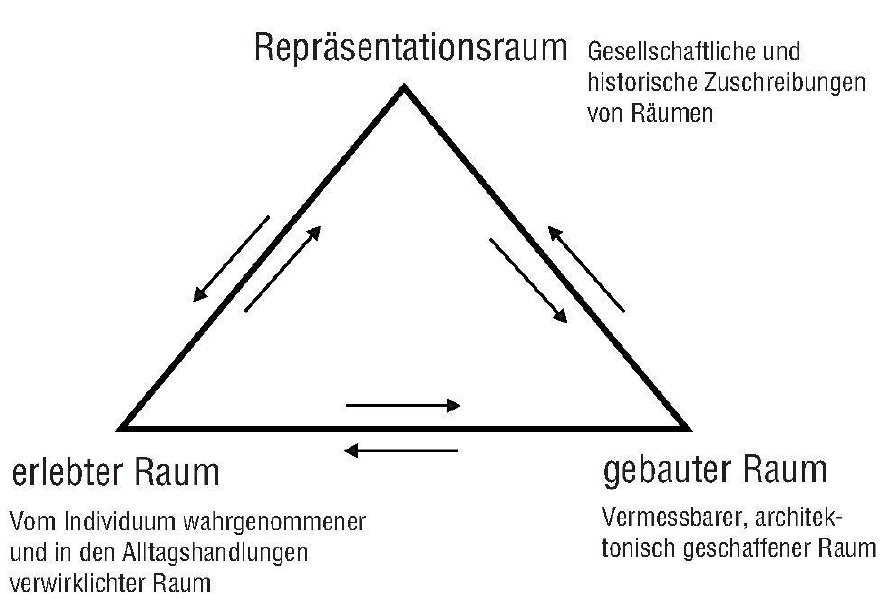 Repräsentationsraum
Gesellschaftliche und
historische Zuschreibungen
von Räumen
erlebter Raum
Vom Individuum wahrgenommener
und in den Alltagshandlungen
verwirklichter Raum
gebauter Raum
Vermessbarer, architek-
tonisch geschaffener Raum